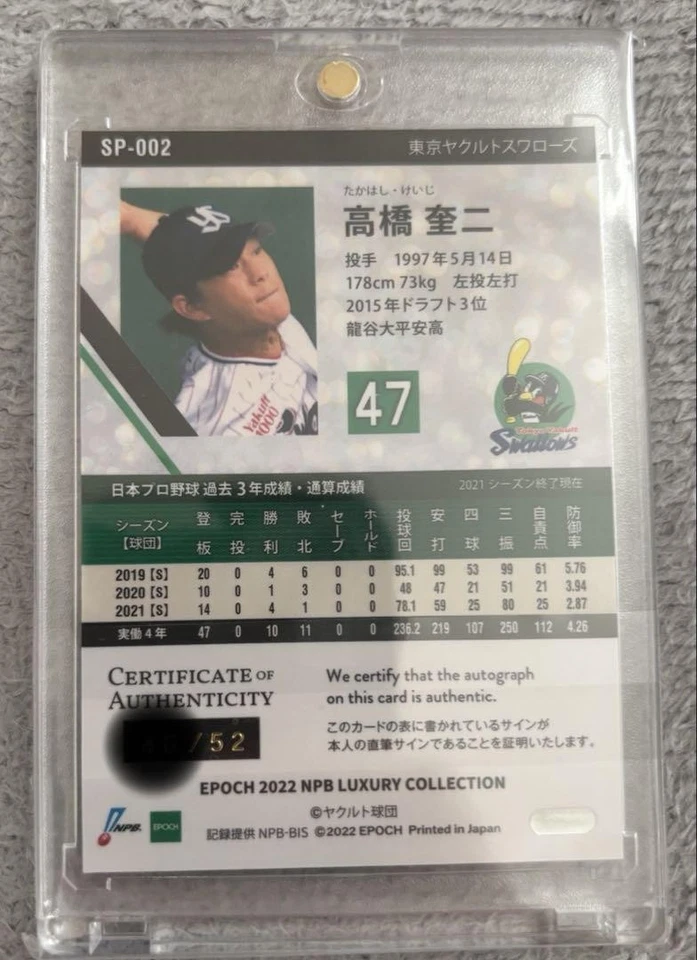 SP-002 東京ヤクルトスワローズ
たかはし・けいじ
高橋 奎二
投手 1997年5月14日
178cm 73kg 左投左打
2015年ドラフト3位
龍谷大平安高
47
Yakult
1000
Tokyo Yakult
Swallows
日本プロ野球 過去3年成績・通算成績 2021シーズン終了現在
シーズン【球団】 登板 完投 勝利 敗北 セーブ ホールド 投球回 安打 四球 三振 自責点 防御率
2019【S】 20 0 4 6 0 0 95.1 99 53 99 61 5.76
2020【S】 10 0 1 3 0 0 48 47 21 51 21 3.94
2021【S】 14 0 4 1 0 0 78.1 59 25 80 25 2.87
実働4年 47 0 10 11 0 0 236.2 219 107 250 112 4.26
CERTIFICATE OF
AUTHENTICITY
We certify that the autograph
on this card is authentic.
/52
このカードの表に書かれているサインが
本人の直筆サインであることを証明いたします。
EPOCH 2022 NPB LUXURY COLLECTION
©ヤクルト球団
NPB. EPOCH 記録提供 NPB-BIS ©2022 EPOCH Printed in Japan